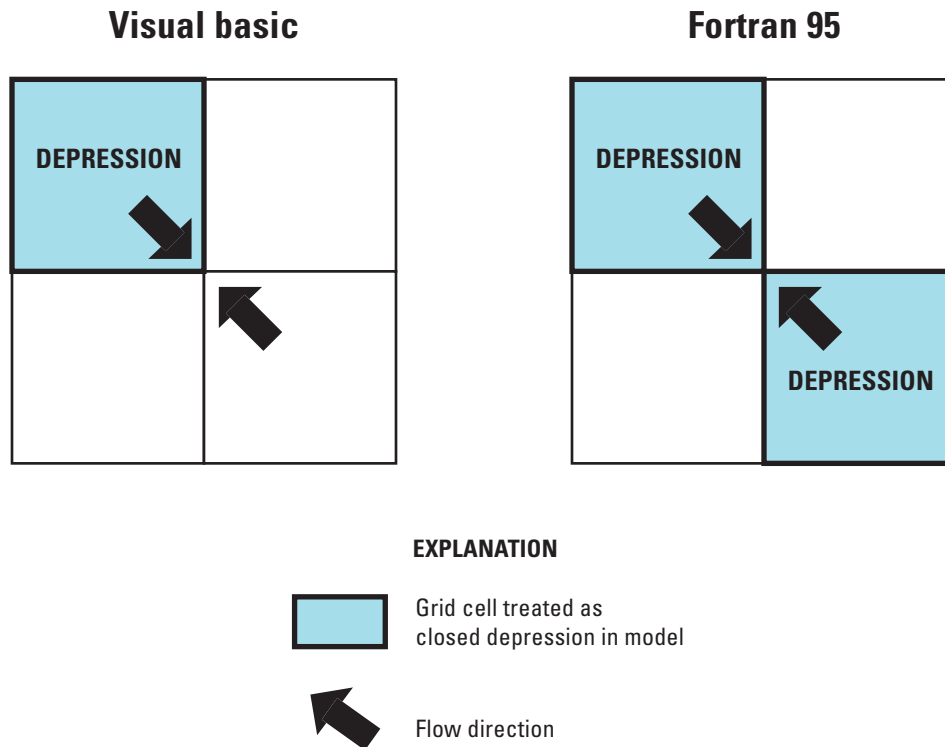 Visual basic
Fortran 95
DEPRESSION
DEPRESSION
DEPRESSION
EXPLANATION
Grid cell treated as
closed depression in model
Flow direction